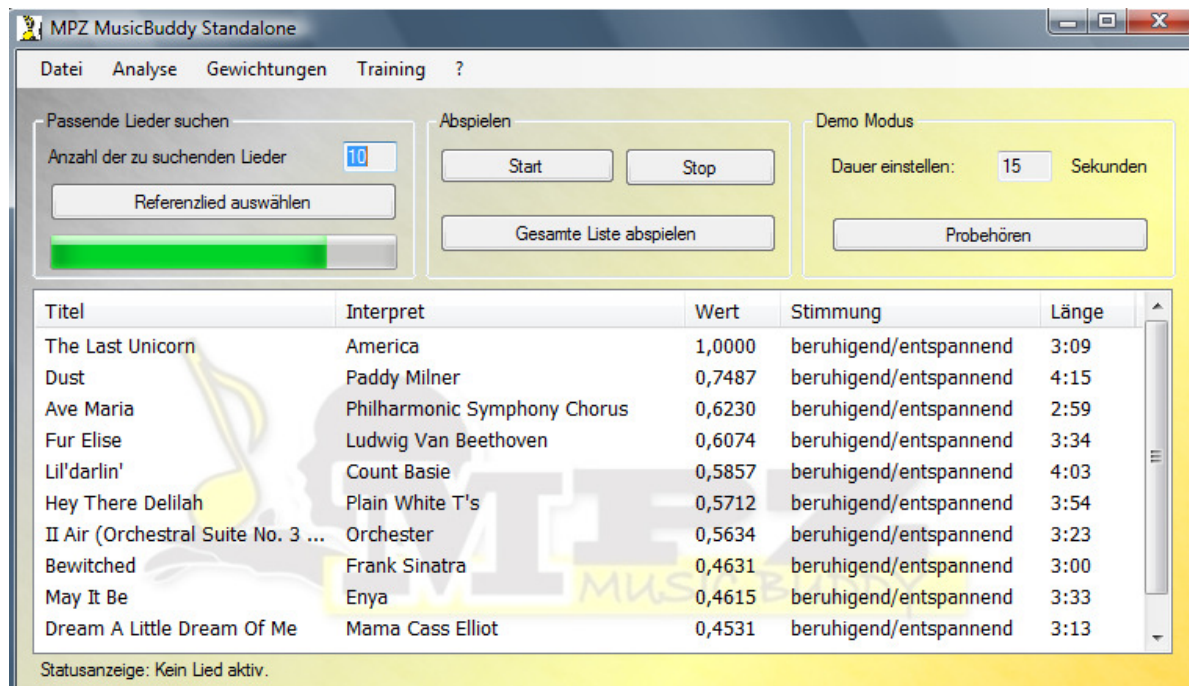 MPZ MusicBuddy Standalone
Datei Analyse Gewichtungen Training ?
Passende Lieder suchen
Anzahl der zu suchenden Lieder 10
Referenzlied auswählen
Abspielen
Start Stop
Gesamte Liste abspielen
Demo Modus
Dauer einstellen: 15 Sekunden
Probehören
Titel Interpret Wert Stimmung Länge
The Last Unicorn America 1,0000 beruhigend/entspannend 3:09
Dust Paddy Milner 0,7487 beruhigend/entspannend 4:15
Ave Maria Philharmonic Symphony Chorus 0,6230 beruhigend/entspannend 2:59
Fur Elise Ludwig Van Beethoven 0,6074 beruhigend/entspannend 3:34
Lil'darlin' Count Basie 0,5857 beruhigend/entspannend 4:03
Hey There Delilah Plain White T's 0,5712 beruhigend/entspannend 3:54
II Air (Orchestral Suite No. 3 ... Orchester 0,5634 beruhigend/entspannend 3:23
Bewitched Frank Sinatra 0,4631 beruhigend/entspannend 3:00
May It Be Enya 0,4615 beruhigend/entspannend 3:33
Dream A Little Dream Of Me Mama Cass Elliot 0,4531 beruhigend/entspannend 3:13
MPZ
MUSIC BUDDY
Statusanzeige: Kein Lied aktiv.